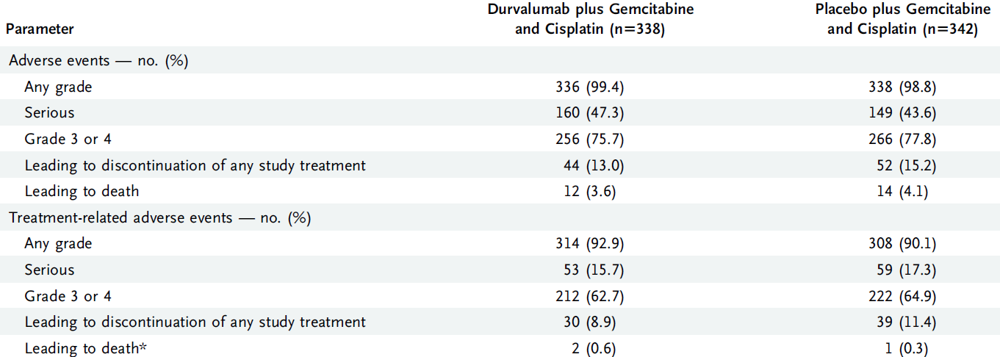 Parameter Durvalumab plus Gemcitabine and Cisplatin (n=338) Placebo plus Gemcitabine and Cisplatin (n=342)
Adverse events — no. (%)
Any grade 336 (99.4) 338 (98.8)
Serious 160 (47.3) 149 (43.6)
Grade 3 or 4 256 (75.7) 266 (77.8)
Leading to discontinuation of any study treatment 44 (13.0) 52 (15.2)
Leading to death 12 (3.6) 14 (4.1)
Treatment-related adverse events — no. (%)
Any grade 314 (92.9) 308 (90.1)
Serious 53 (15.7) 59 (17.3)
Grade 3 or 4 212 (62.7) 222 (64.9)
Leading to discontinuation of any study treatment 30 (8.9) 39 (11.4)
Leading to death* 2 (0.6) 1 (0.3)